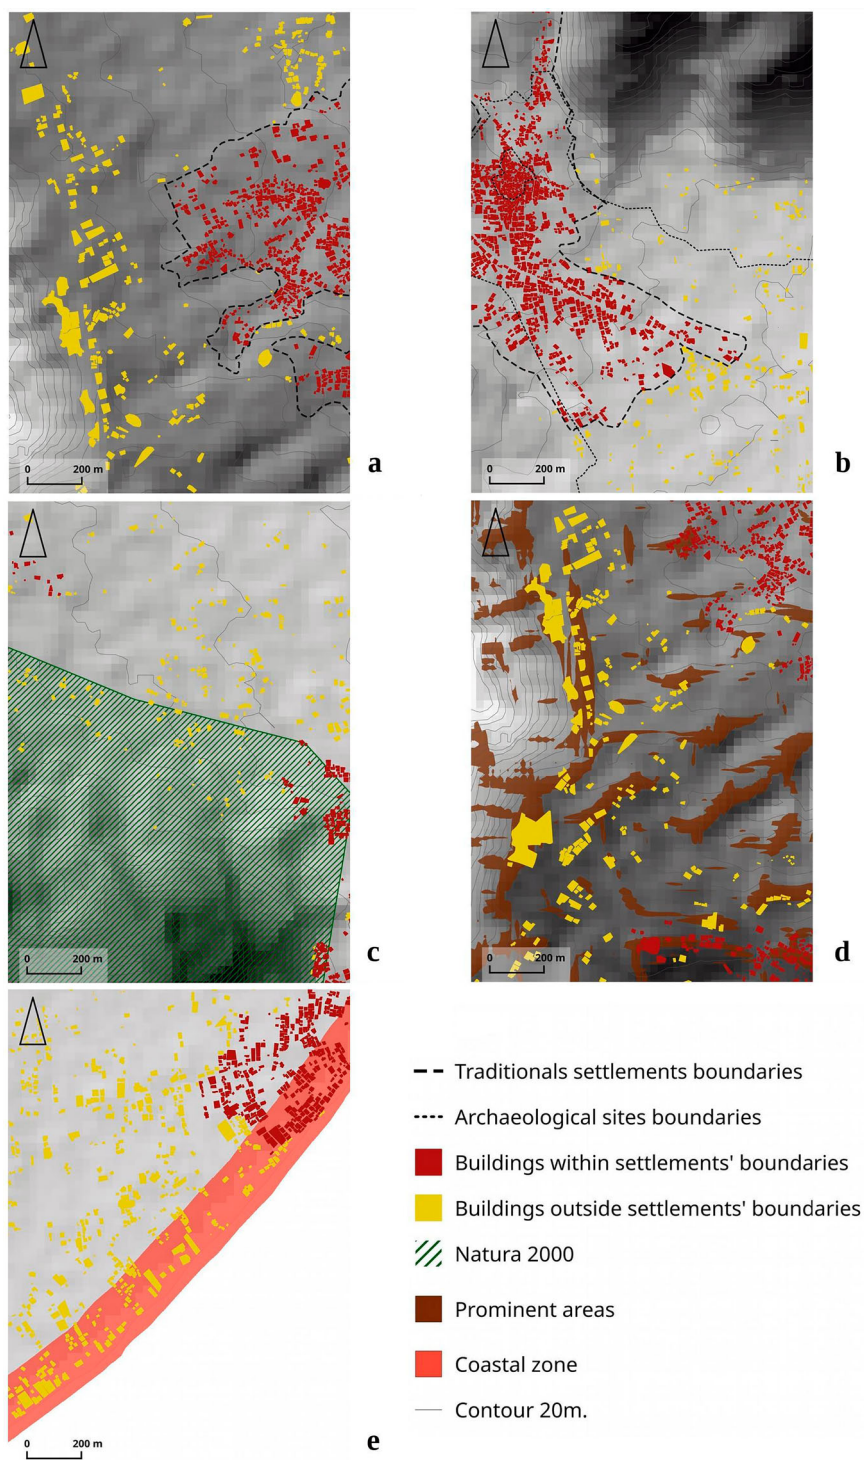 0 200 m
a
0 200 m
b
0 200 m
c
0 200 m
d
0 200 m
e
Traditionals settlements boundaries
Archaeological sites boundaries
Buildings within settlements' boundaries
Buildings outside settlements' boundaries
Natura 2000
Prominent areas
Coastal zone
Contour 20m.